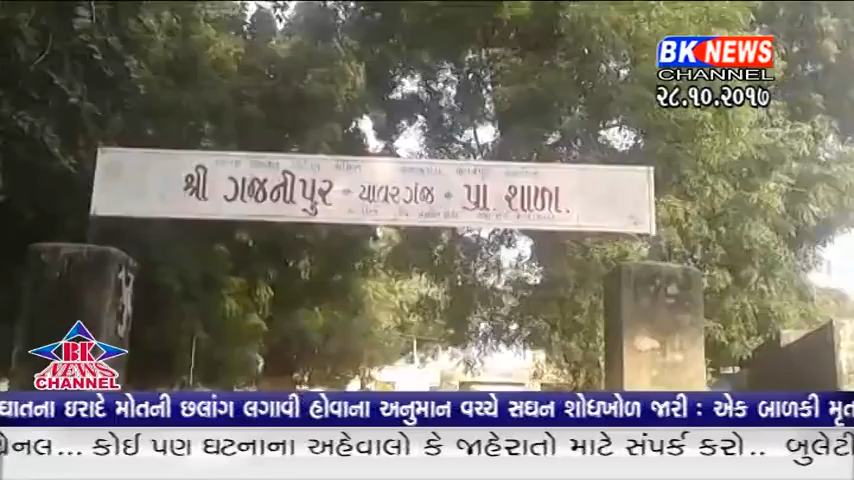 BK NEWS
CHANNEL
૨૮.૧૦.૨૦૧૭
શ્રી ગજનીપુર - યાવરગંજ - પ્રા. શાળા.
BK
NEWS
CHANNEL
ઘાતના ઇરાદે મોતની છલાંગ લગાવી હોવાના અનુમાન વચ્ચે સઘન શોધખોળ જારી : એક બાળકી મૃત
ચેનલ... કોઈ પણ ઘટનાના અહેવાલો કે જાહેરાતો માટે સંપર્ક કરો.. બુલેટી